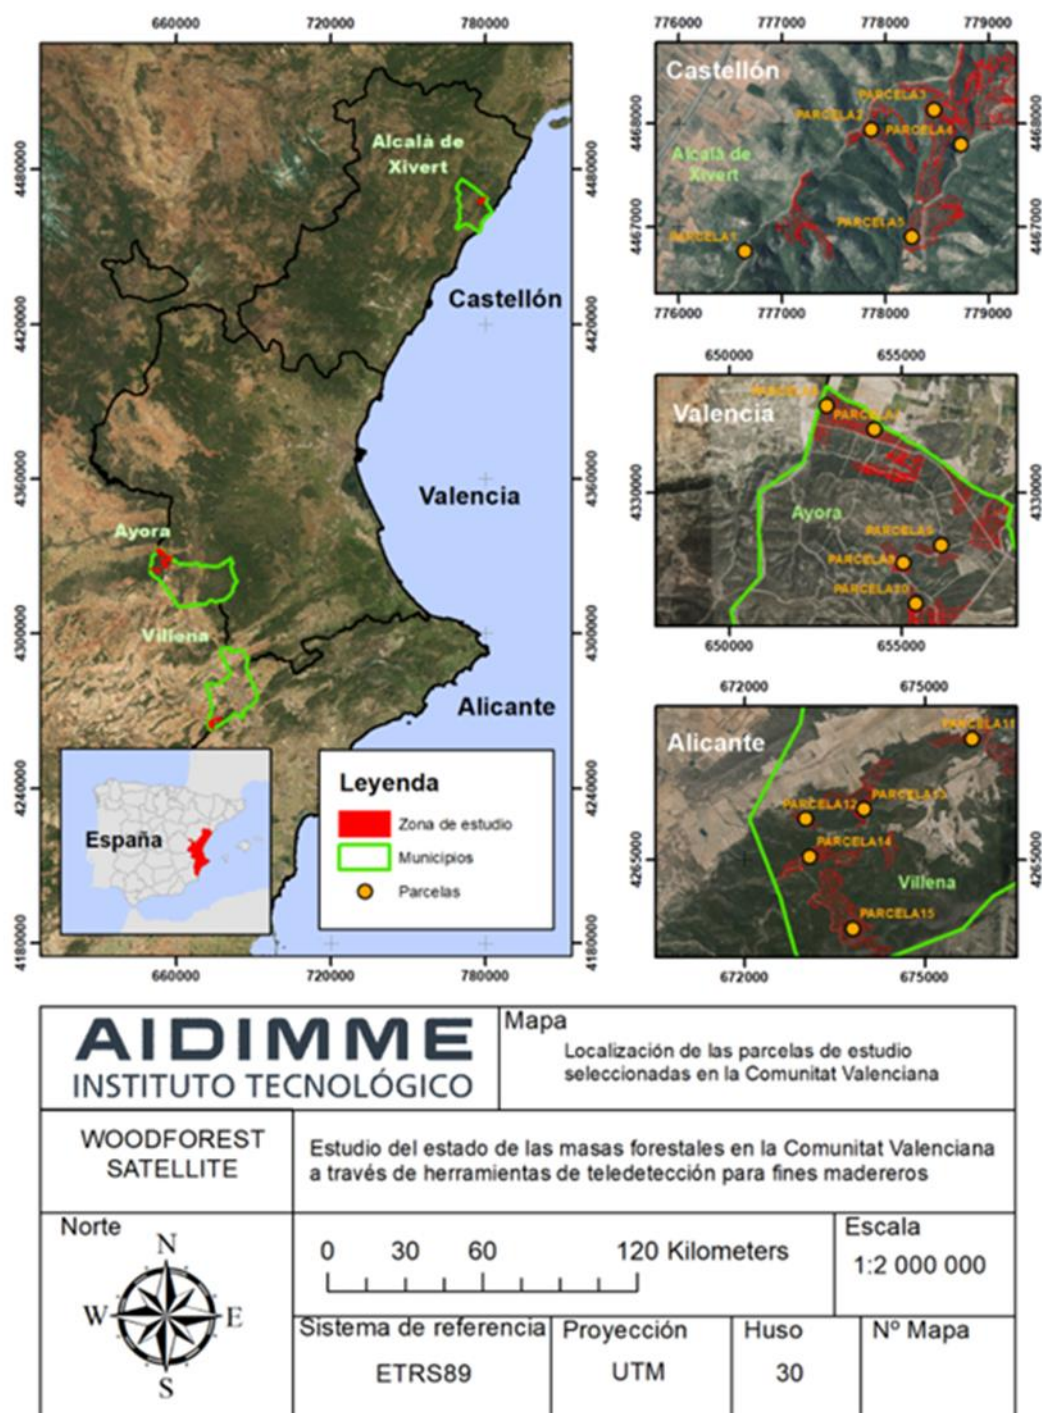 660000 720000 780000
4480000
4420000
4360000
4300000
4240000
4180000
Alcalà de
Xivert
Castellón
Valencia
Ayora
Villena
Alicante
España
Leyenda
Zona de estudio
Municipios
Parcelas
4480000
4420000
4360000
4300000
4240000
4180000
660000 720000 780000
776000 777000 778000 779000
Castellón
PARCELA3
PARCELA2
PARCELA4
Alcalà de
Xivert
PARCELA5
PARCELA1
4468000
4467000
4468000
4467000
776000 777000 778000 779000
650000 655000
Valencia
Ayora
PARCELA10
4330000
4330000
650000 655000
672000 675000
Alicante
PARCELA11
PARCELA13
PARCELA12
PARCELA14
Villena
PARCELA15
4265000
4265000
672000 675000
AIDIMME
INSTITUTO TECNOLÓGICO
Mapa
Localización de las parcelas de estudio
seleccionadas en la Comunitat Valenciana
WOODFOREST
SATELLITE
Estudio del estado de las masas forestales en la Comunitat Valenciana
a través de herramientas de teledetección para fines madereros
Norte
N
W E
S
0 30 60 120 Kilometers
Escala
1:2 000 000
Sistema de referencia
ETRS89
Proyección
UTM
Huso
30
Nº Mapa